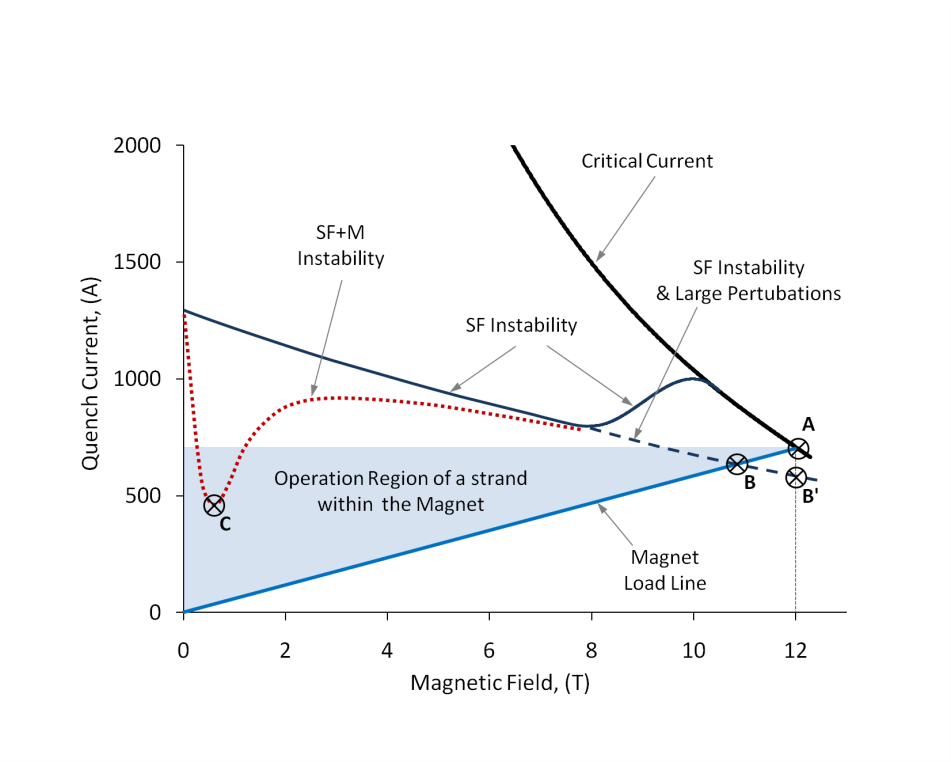 2000
Critical Current
SF+M
Instability
1500
SF Instability
& Large Pertubations
SF Instability
1000
A
Quench Current, (A)
Operation Region of a strand
within the Magnet
B
B'
500
C
Magnet
Load Line
0
0 2 4 6 8 10 12
Magnetic Field, (T)